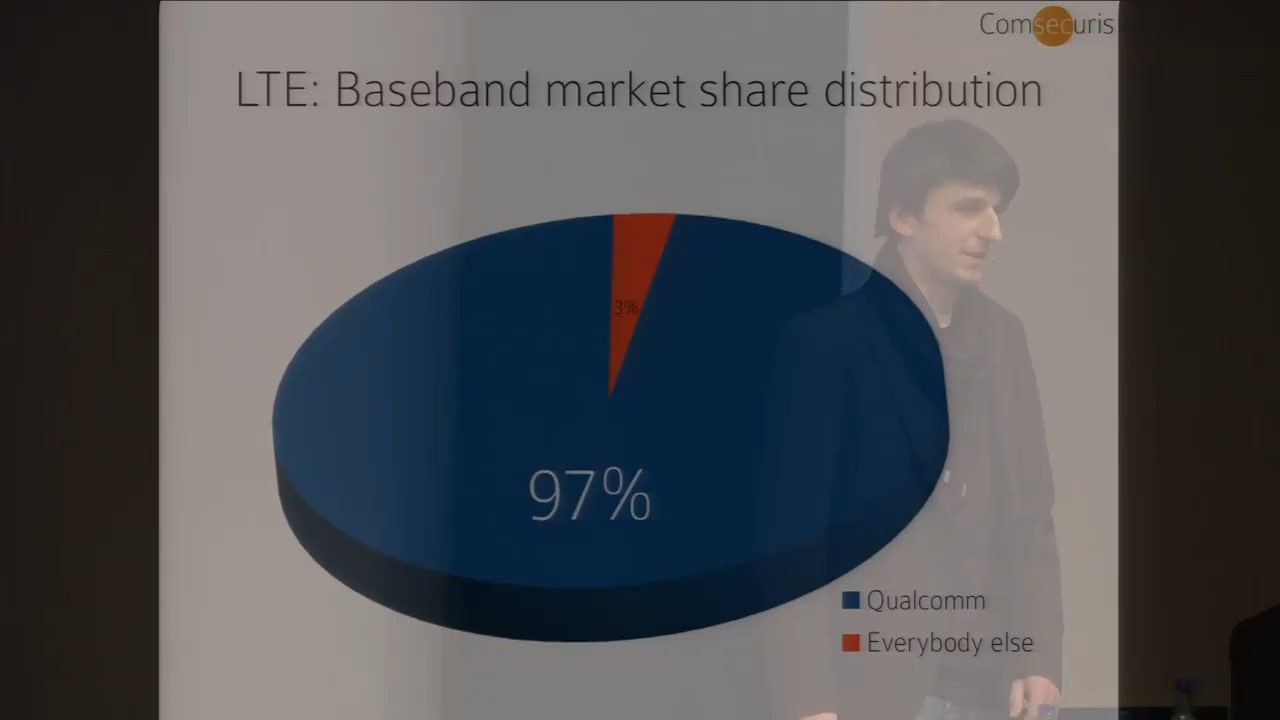 Comsecuris
LTE: Baseband market share distribution
3%
97%
Qualcomm
Everybody else